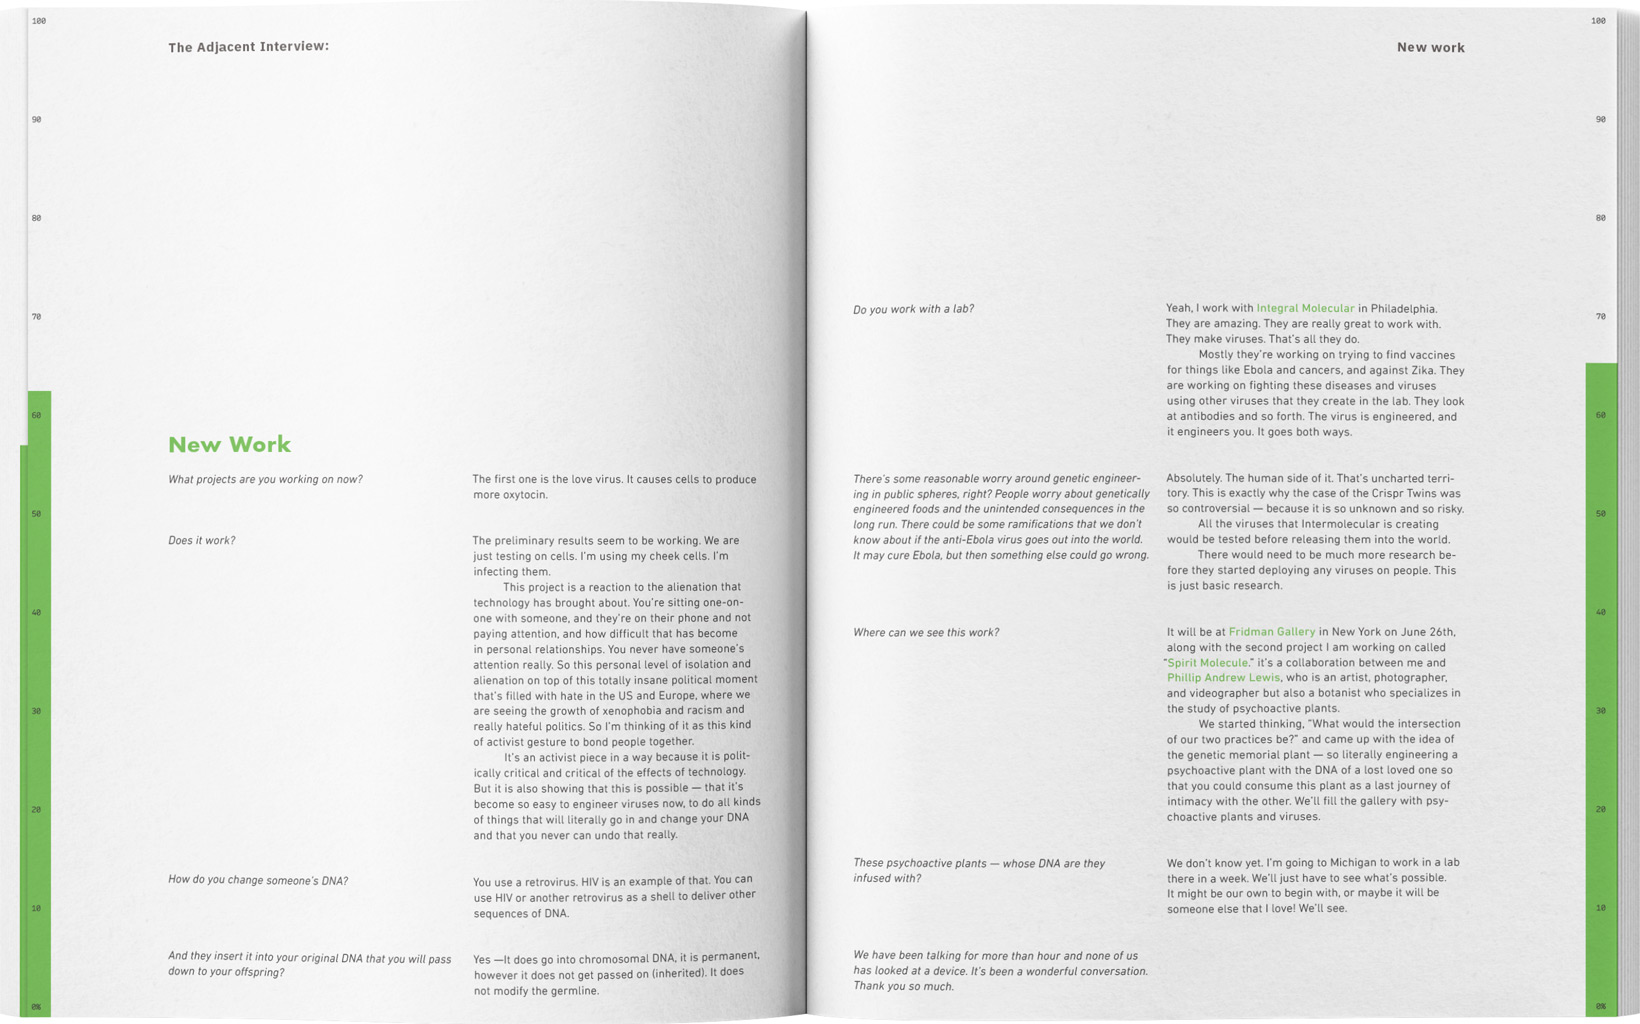 The Adjacent Interview:
New Work
What projects are you working on now?
The first one is the love virus. It causes cells to produce
more oxytocin.
Does it work?
The preliminary results seem to be working. We are
just testing on cells. I'm using my cheek cells. I'm
infecting them.
This project is a reaction to the alienation that
technology has brought about. You're sitting one-on-
one with someone, and they're on their phone and not
paying attention, and how difficult that has become
in personal relationships. You never have someone's
attention really. So this personal level of isolation and
alienation on top of this totally insane political moment
that's filled with hate in the US and Europe, where we
are seeing the growth of xenophobia and racism and
really hateful politics. So I'm thinking of it as this kind
of activist gesture to bond people together.
It's an activist piece in a way because it is polit-
ically critical and critical of the effects of technology.
But it is also showing that this is possible — that it's
become so easy to engineer viruses now, to do all kinds
of things that will literally go in and change your DNA
and that you never can undo that really.
How do you change someone's DNA?
You use a retrovirus. HIV is an example of that. You can
use HIV or another retrovirus as a shell to deliver other
sequences of DNA.
And they insert it into your original DNA that you will pass
down to your offspring?
Yes —It does go into chromosomal DNA, it is permanent,
however it does not get passed on (inherited). It does
not modify the germline.
100
90
80
70
60
50
40
30
20
10
0%
New work
Do you work with a lab?
Yeah, I work with Integral Molecular in Philadelphia.
They are amazing. They are really great to work with.
They make viruses. That's all they do.
Mostly they're working on trying to find vaccines
for things like Ebola and cancers, and against Zika. They
are working on fighting these diseases and viruses
using other viruses that they create in the lab. They look
at antibodies and so forth. The virus is engineered, and
it engineers you. It goes both ways.
There's some reasonable worry around genetic engineer-
ing in public spheres, right? People worry about genetically
engineered foods and the unintended consequences in the
long run. There could be some ramifications that we don't
know about if the anti-Ebola virus goes out into the world.
It may cure Ebola, but then something else could go wrong.
Absolutely. The human side of it. That's uncharted terri-
tory. This is exactly why the case of the Crispr Twins was
so controversial — because it is so unknown and so risky.
All the viruses that Intermolecular is creating
would be tested before releasing them into the world.
There would need to be much more research be-
fore they started deploying any viruses on people. This
is just basic research.
Where can we see this work?
It will be at Fridman Gallery in New York on June 26th,
along with the second project I am working on called
"Spirit Molecule." it's a collaboration between me and
Phillip Andrew Lewis, who is an artist, photographer,
and videographer but also a botanist who specializes in
the study of psychoactive plants.
We started thinking, "What would the intersection
of our two practices be?" and came up with the idea of
the genetic memorial plant — so literally engineering a
psychoactive plant with the DNA of a lost loved one so
that you could consume this plant as a last journey of
intimacy with the other. We'll fill the gallery with psy-
choactive plants and viruses.
These psychoactive plants — whose DNA are they
infused with?
We don't know yet. I'm going to Michigan to work in a lab
there in a week. We'll just have to see what's possible.
It might be our own to begin with, or maybe it will be
someone else that I love! We'll see.
We have been talking for more than hour and none of us
has looked at a device. It's been a wonderful conversation.
Thank you so much.
100
90
80
70
60
50
40
30
20
10
0%